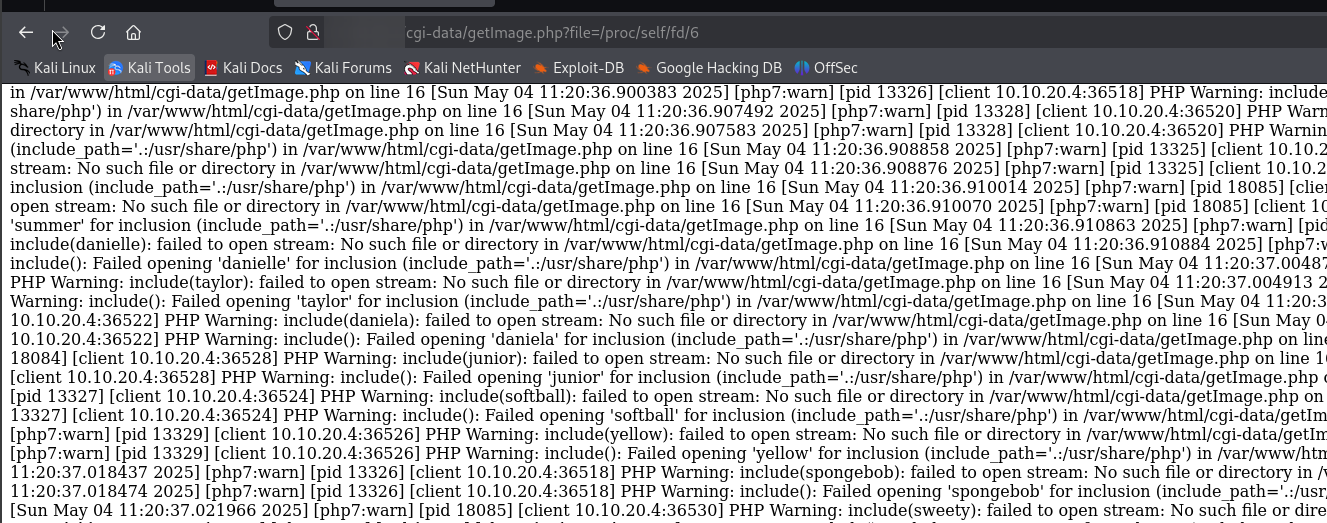 cgi-data/getImage.php?file=/proc/self/fd/6
Kali Linux Kali Tools Kali Docs Kali Forums Kali NetHunter Exploit-DB Google Hacking DB OffSec
in /var/www/html/cgi-data/getImage.php on line 16 [Sun May 04 11:20:36.900383 2025] [php7:warn] [pid 13326] [client 10.10.20.4:36518] PHP Warning: include
share/php') in /var/www/html/cgi-data/getImage.php on line 16 [Sun May 04 11:20:36.907492 2025] [php7:warn] [pid 13328] [client 10.10.20.4:36520] PHP Warn
directory in /var/www/html/cgi-data/getImage.php on line 16 [Sun May 04 11:20:36.907583 2025] [php7:warn] [pid 13328] [client 10.10.20.4:36520] PHP Warnin
(include_path='.:/usr/share/php') in /var/www/html/cgi-data/getImage.php on line 16 [Sun May 04 11:20:36.908858 2025] [php7:warn] [pid 13325] [client 10.10.2
stream: No such file or directory in /var/www/html/cgi-data/getImage.php on line 16 [Sun May 04 11:20:36.908876 2025] [php7:warn] [pid 13325] [client 10.10.2
inclusion (include_path='.:/usr/share/php') in /var/www/html/cgi-data/getImage.php on line 16 [Sun May 04 11:20:36.910014 2025] [php7:warn] [pid 18085] [clie
open stream: No such file or directory in /var/www/html/cgi-data/getImage.php on line 16 [Sun May 04 11:20:36.910070 2025] [php7:warn] [pid 18085] [client 10
'summer' for inclusion (include_path='.:/usr/share/php') in /var/www/html/cgi-data/getImage.php on line 16 [Sun May 04 11:20:36.910863 2025] [php7:warn] [pid
include(danielle): failed to open stream: No such file or directory in /var/www/html/cgi-data/getImage.php on line 16 [Sun May 04 11:20:36.910884 2025] [php7:w
include(): Failed opening 'danielle' for inclusion (include_path='.:/usr/share/php') in /var/www/html/cgi-data/getImage.php on line 16 [Sun May 04 11:20:37.00487
PHP Warning: include(taylor): failed to open stream: No such file or directory in /var/www/html/cgi-data/getImage.php on line 16 [Sun May 04 11:20:37.004913 2
Warning: include(): Failed opening 'taylor' for inclusion (include_path='.:/usr/share/php') in /var/www/html/cgi-data/getImage.php on line 16 [Sun May 04 11:20:3
10.10.20.4:36522] PHP Warning: include(daniela): failed to open stream: No such file or directory in /var/www/html/cgi-data/getImage.php on line 16 [Sun May 0
10.10.20.4:36522] PHP Warning: include(): Failed opening 'daniela' for inclusion (include_path='.:/usr/share/php') in /var/www/html/cgi-data/getImage.php on line
18084] [client 10.10.20.4:36528] PHP Warning: include(junior): failed to open stream: No such file or directory in /var/www/html/cgi-data/getImage.php on line 1
[client 10.10.20.4:36528] PHP Warning: include(): Failed opening 'junior' for inclusion (include_path='.:/usr/share/php') in /var/www/html/cgi-data/getImage.php o
[pid 13327] [client 10.10.20.4:36524] PHP Warning: include(softball): failed to open stream: No such file or directory in /var/www/html/cgi-data/getImage.php on
13327] [client 10.10.20.4:36524] PHP Warning: include(): Failed opening 'softball' for inclusion (include_path='.:/usr/share/php') in /var/www/html/cgi-data/getIm
[php7:warn] [pid 13329] [client 10.10.20.4:36526] PHP Warning: include(yellow): failed to open stream: No such file or directory in /var/www/html/cgi-data/getIm
[php7:warn] [pid 13329] [client 10.10.20.4:36526] PHP Warning: include(): Failed opening 'yellow' for inclusion (include_path='.:/usr/share/php') in /var/www/htm
11:20:37.018437 2025] [php7:warn] [pid 13326] [client 10.10.20.4:36518] PHP Warning: include(spongebob): failed to open stream: No such file or directory in /v
11:20:37.018474 2025] [php7:warn] [pid 13326] [client 10.10.20.4:36518] PHP Warning: include(): Failed opening 'spongebob' for inclusion (include_path='.:/usr/
[Sun May 04 11:20:37.021966 2025] [php7:warn] [pid 18085] [client 10.10.20.4:36530] PHP Warning: include(sweety): failed to open stream: No such file or dire